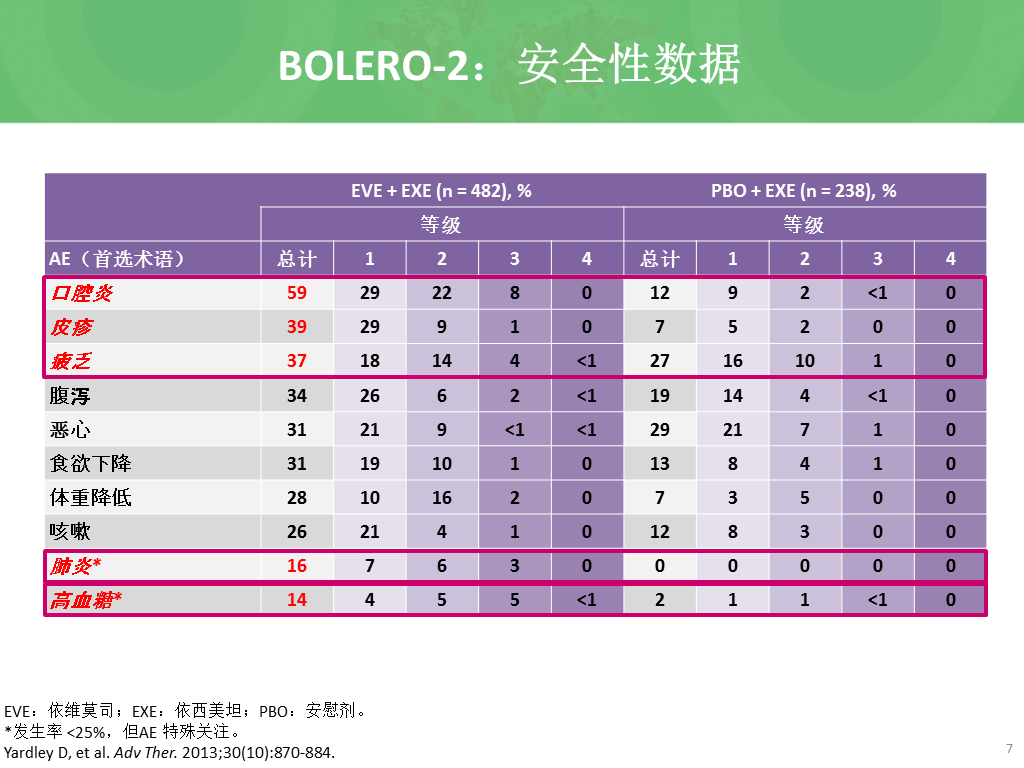 BOLERO-2：安全性数据
EVE + EXE (n = 482), % PBO + EXE (n = 238), %
等级 等级
AE（首选术语） 总计 1 2 3 4 总计 1 2 3 4
口腔炎 59 29 22 8 0 12 9 2 <1 0
皮疹 39 29 9 1 0 7 5 2 0 0
疲乏 37 18 14 4 <1 27 16 10 1 0
腹泻 34 26 6 2 <1 19 14 4 <1 0
恶心 31 21 9 <1 <1 29 21 7 1 0
食欲下降 31 19 10 1 0 13 8 4 1 0
体重降低 28 10 16 2 0 7 3 5 0 0
咳嗽 26 21 4 1 0 12 8 3 0 0
肺炎* 16 7 6 3 0 0 0 0 0 0
高血糖* 14 4 5 5 <1 2 1 1 <1 0
EVE：依维莫司；EXE：依西美坦；PBO：安慰剂。
*发生率 <25%，但AE 特殊关注。
Yardley D, et al. Adv Ther. 2013;30(10):870-884.
7